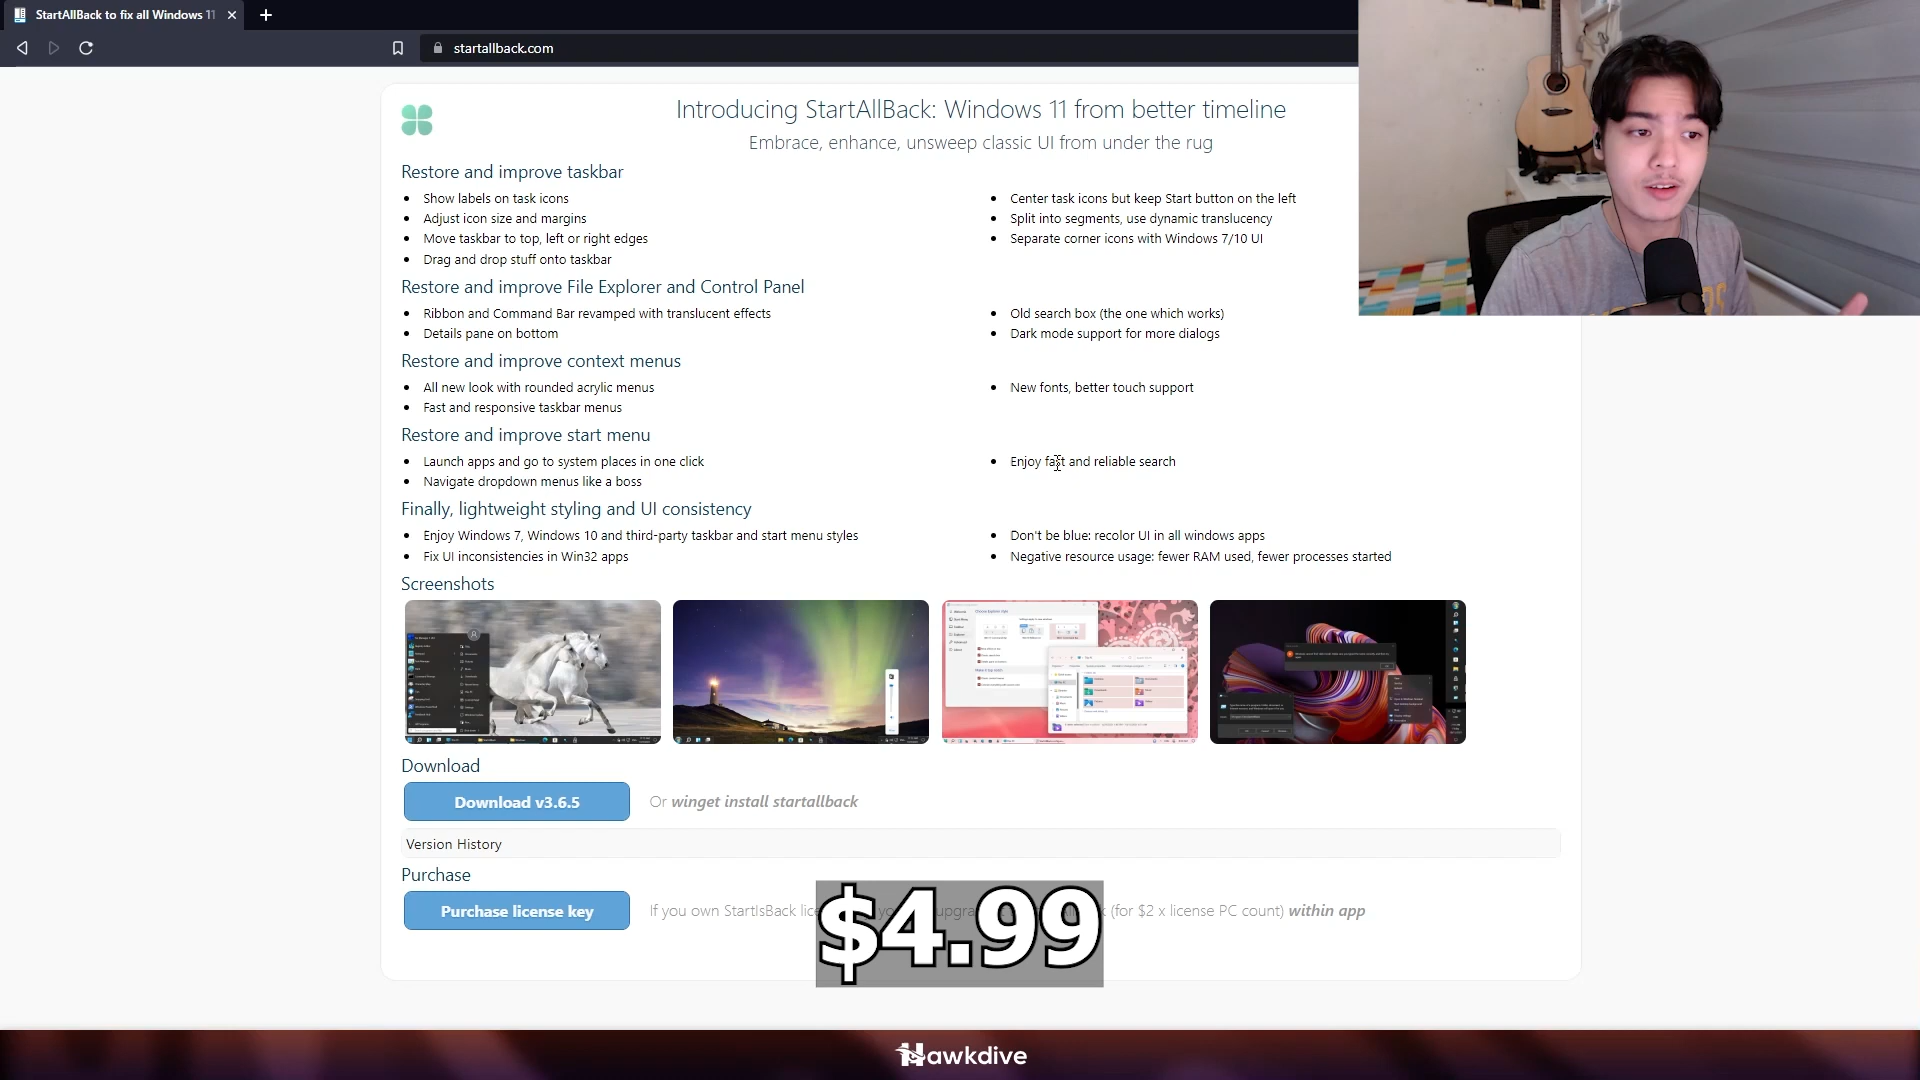 StartAllBack to fix all Windows 11
startallback.com
Introducing StartAllBack: Windows 11 from better timeline
Embrace, enhance, unsweep classic UI from under the rug
Restore and improve taskbar
Show labels on task icons
Adjust icon size and margins
Move taskbar to top, left or right edges
Drag and drop stuff onto taskbar
Center task icons but keep Start button on the left
Split into segments, use dynamic translucency
Separate corner icons with Windows 7/10 UI
Restore and improve File Explorer and Control Panel
Ribbon and Command Bar revamped with translucent effects
Details pane on bottom
Old search box (the one which works)
Dark mode support for more dialogs
Restore and improve context menus
All new look with rounded acrylic menus
Fast and responsive taskbar menus
New fonts, better touch support
Restore and improve start menu
Launch apps and go to system places in one click
Navigate dropdown menus like a boss
Enjoy fast and reliable search
Finally, lightweight styling and UI consistency
Enjoy Windows 7, Windows 10 and third-party taskbar and start menu styles
Fix UI inconsistencies in Win32 apps
Don't be blue: recolor UI in all windows apps
Negative resource usage: fewer RAM used, fewer processes started
Screenshots
Download
Download v3.6.5
Or winget install startallback
Version History
Purchase
Purchase license key
If you own StartIsBack (for $2 x license PC count) within app
$4.99
Hawkdive